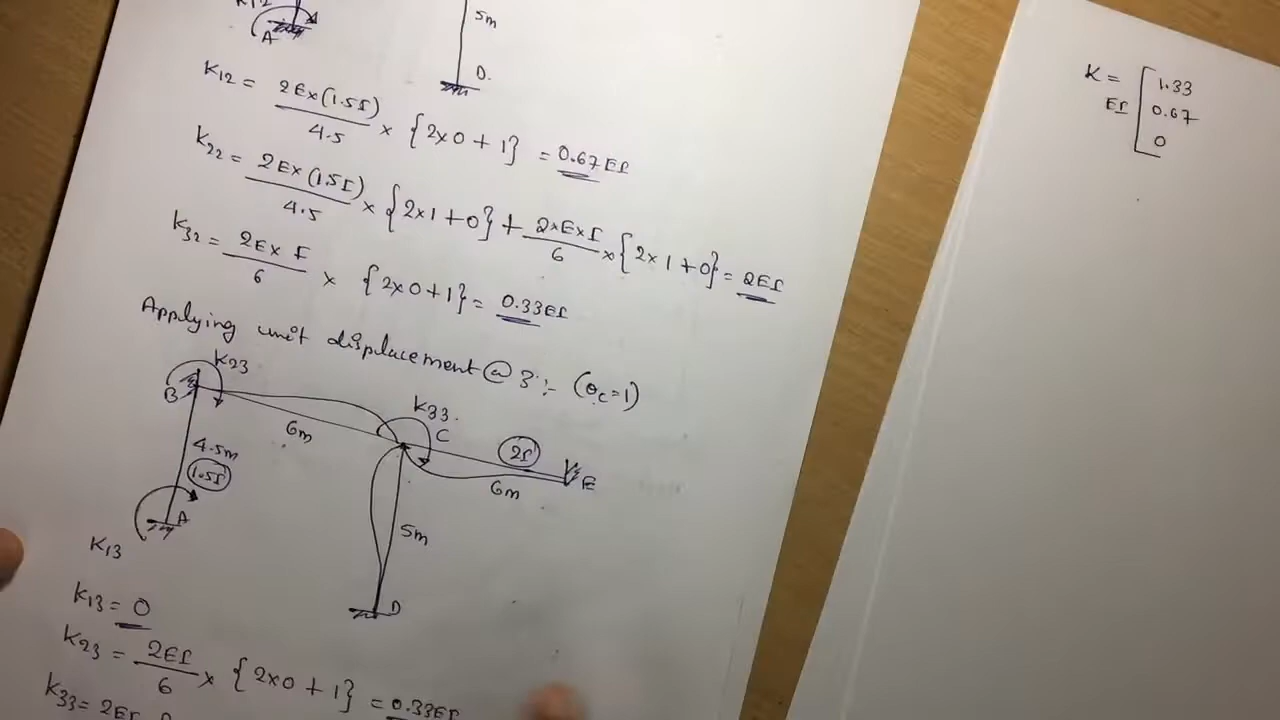 K12
A
5m
D.
K12 = 2E×(1.5I)/4.5 × {2×0 + 1} = 0.67EI
K22 = 2E×(1.5I)/4.5 × {2×1 + 0} + 2×E×I/6 × {2×1 + 0} = 2EI
K32 = 2E×I/6 × {2×0 + 1} = 0.33EI
Applying unit displacement @ 3 :- (θc=1)
K23
B
6m
K33.
C
2I
E
6m
4.5m
1.5I
A
K13
5m
D
K13 = 0
K23 = 2EI/6 × {2×0 + 1} = 0.33EI
K33 = 2EI
K = EI [1.33
0.67
0